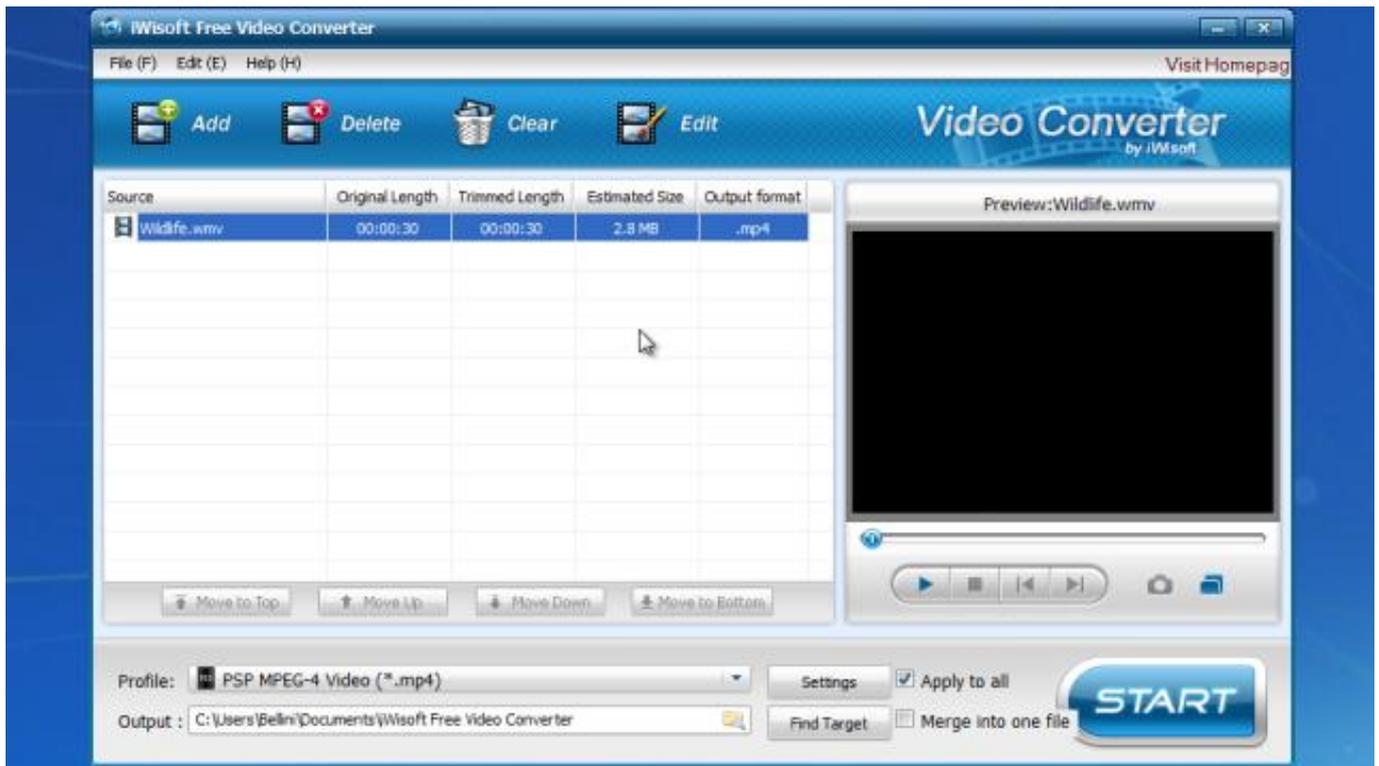 iWisoft Free Video Converter
File (F) Edit (E) Help (H)
Visit Homepag
Add Delete Clear Edit
Video Converter
by iWisoft
Source Original Length Trimmed Length Estimated Size Output format
Wildlife.wmv 00:00:30 00:00:30 2.8 MB .mp4
Preview:Wildlife.wmv
Move to Top Move Up Move Down Move to Bottom
Profile: PSP MPEG-4 Video (*.mp4) Settings Apply to all
START
Output : C:\Users\Bellini\Documents\iWisoft Free Video Converter Find Target Merge into one file